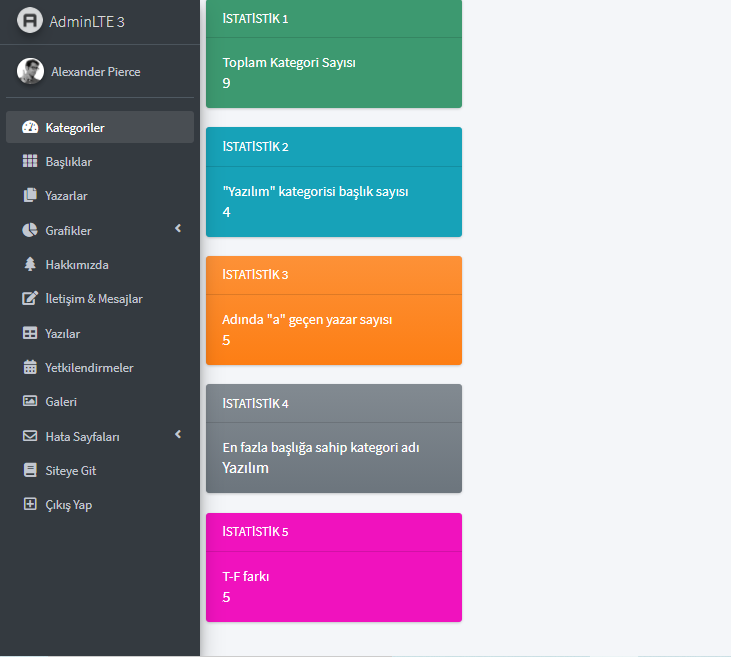 AdminLTE 3
Alexander Pierce
Kategoriler
Başlıklar
Yazarlar
Grafikler
Hakkımızda
İletişim & Mesajlar
Yazılar
Yetkilendirmeler
Galeri
Hata Sayfaları
Siteye Git
Çıkış Yap
İSTATİSTİK 1
Toplam Kategori Sayısı
9
İSTATİSTİK 2
"Yazılım" kategorisi başlık sayısı
4
İSTATİSTİK 3
Adında "a" geçen yazar sayısı
5
İSTATİSTİK 4
En fazla başlığa sahip kategori adı
Yazılım
İSTATİSTİK 5
T-F farkı
5